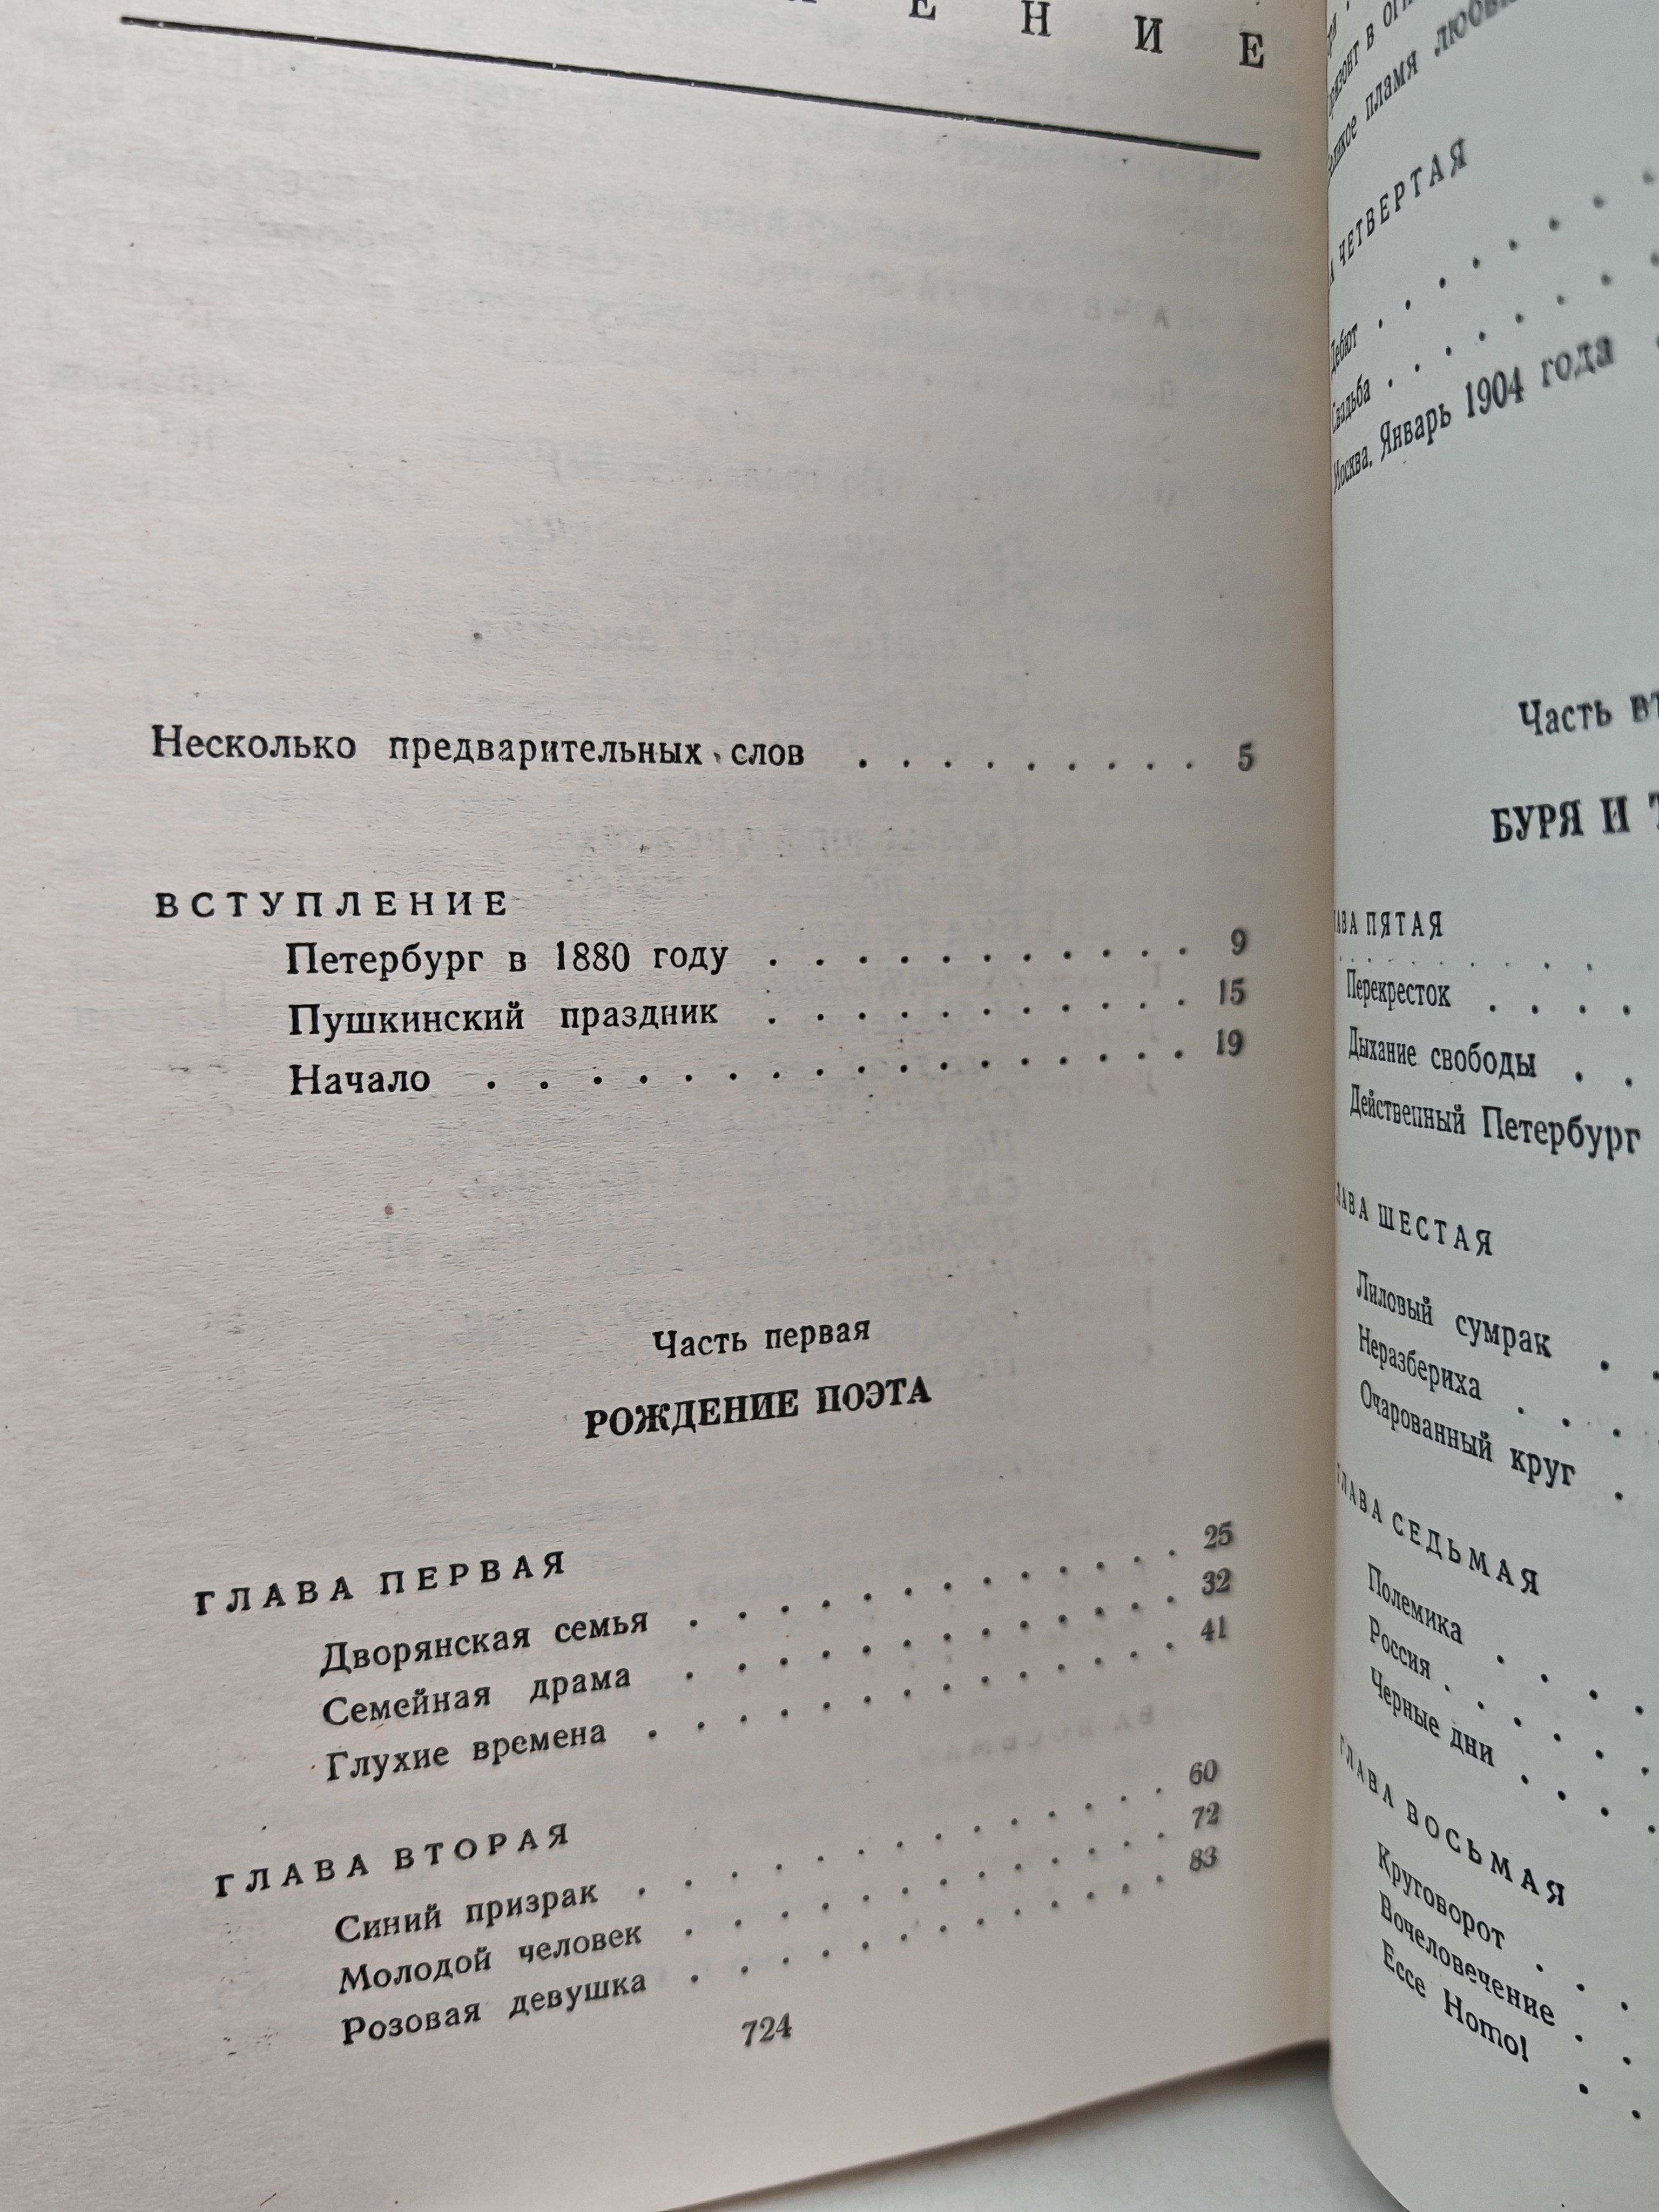 Е Н И Е
Несколько предварительных слов . . . . . . . . . 5
ВСТУПЛЕНИЕ
Петербург в 1880 году . . . . . . . . . . . 9
Пушкинский праздник . . . . . . . . . . . 15
Начало . . . . . . . . . . . . . . . 19
Часть первая
РОЖДЕНИЕ ПОЭТА
ГЛАВА ПЕРВАЯ
Дворянская семья . . . . . . . . . . . . 25
Семейная драма . . . . . . . . . . . . 32
Глухие времена . . . . . . . . . . . . . 41
ГЛАВА ВТОРАЯ
Синий призрак . . . . . . . . . . . . . 60
Молодой человек . . . . . . . . . . . . 72
Розовая девушка . . . . . . . . . . . . 83
724
пламя
ЧЕТВЕРТАЯ
Дебют . . . . . . .
Свадьба . . . . . . .
Москва. Январь 1904 года
Часть
БУРЯ И
ПЯТАЯ
Перекресток . . . .
Дыхание свободы . .
Действенный Петербург
ШЕСТАЯ
Лиловый сумрак . .
Неразбериха . . . .
Очарованный круг .
ГЛАВА СЕДЬМАЯ
Полемика . . . .
Россия . . . . . .
Черные дни . . . .
ГЛАВА ВОСЬМАЯ
Круговорот . . .
Вочеловечение . .
Ecce Homo! . .